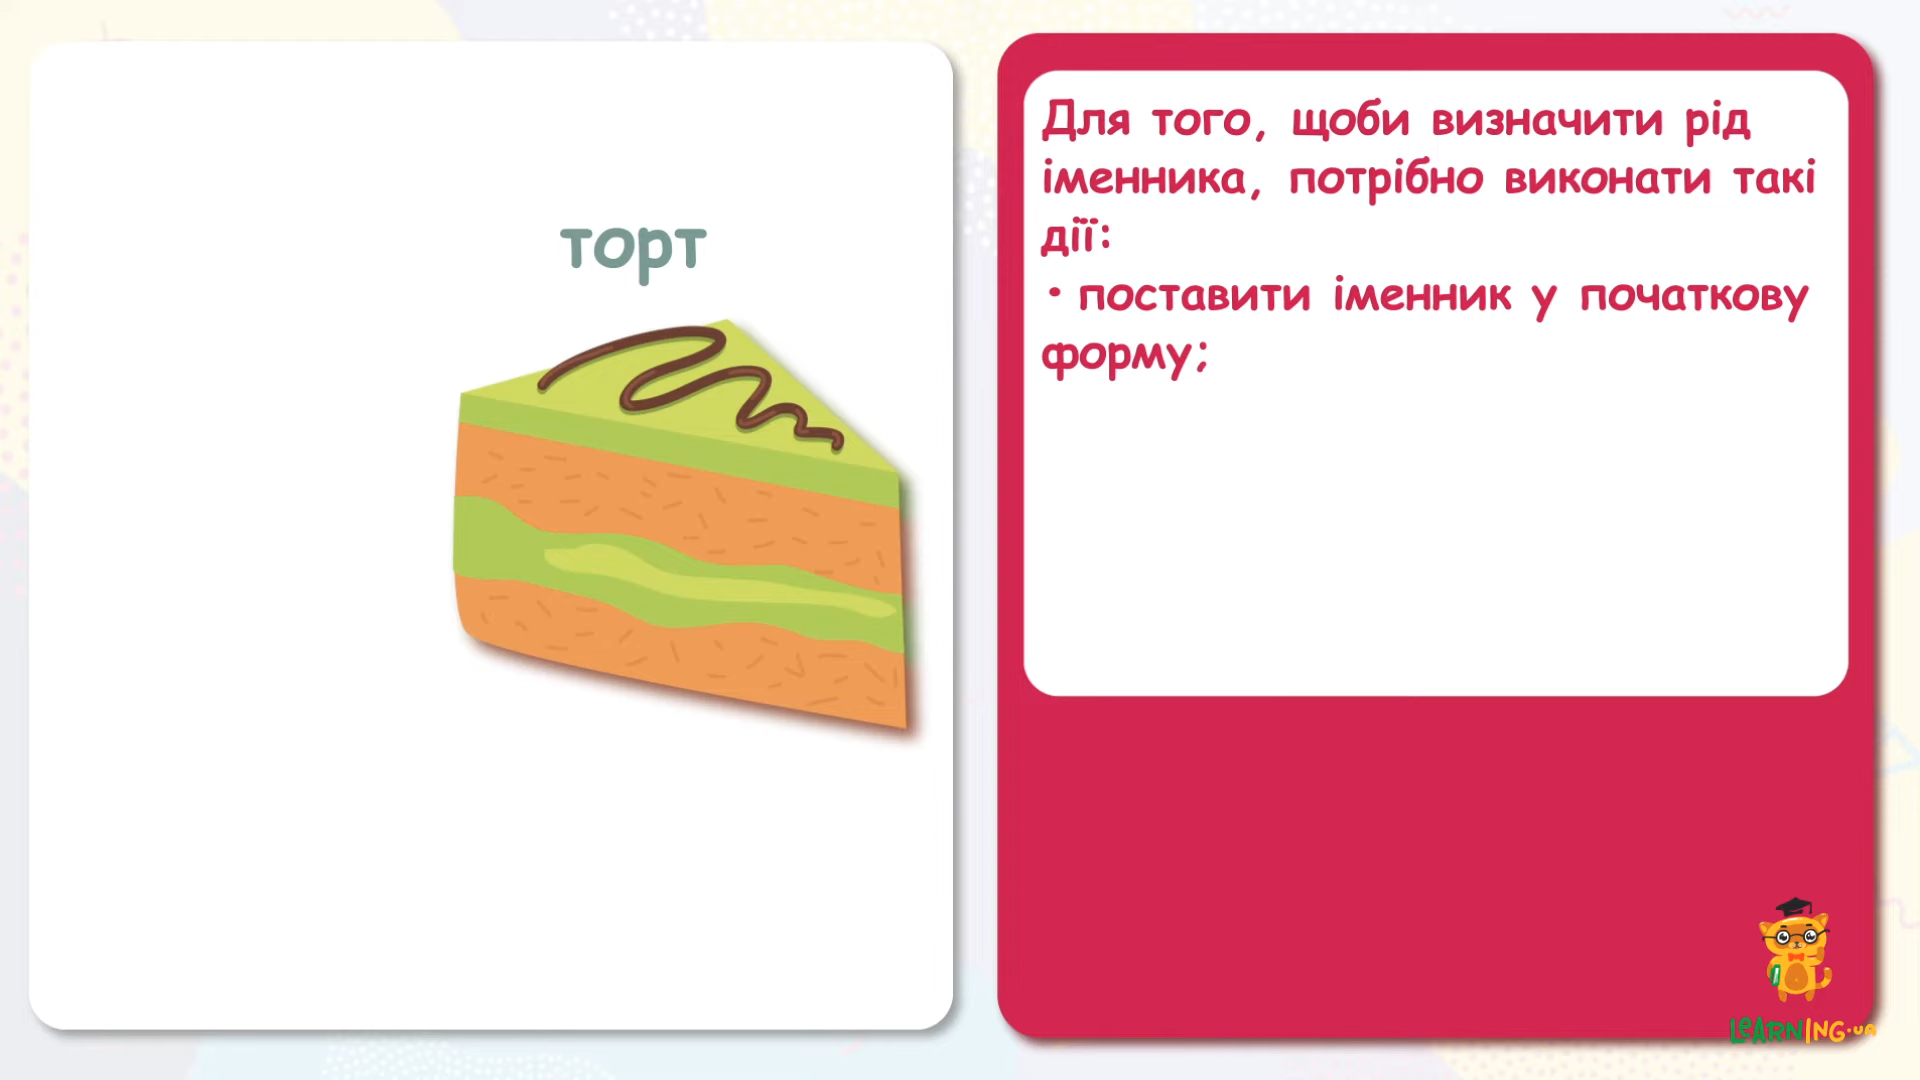 торт
Для того, щоби визначити рід
іменника, потрібно виконати такі
дії:
• поставити іменник у початкову
форму;
LEARNING.UA